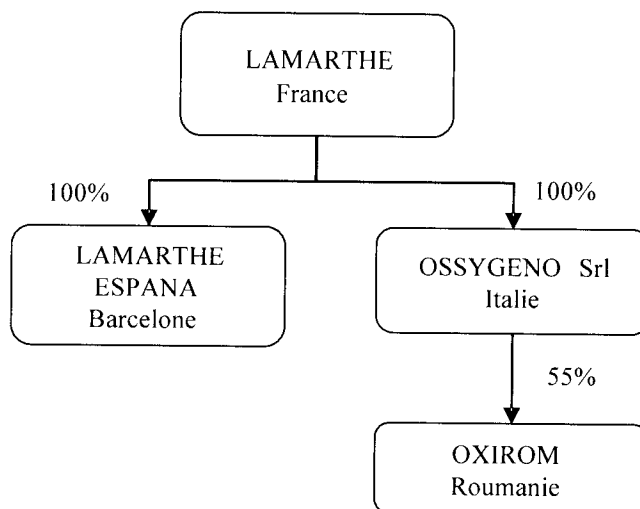 LAMARTHE
France
100%
100%
LAMARTHE
ESPANA
Barcelone
OSSYGENO Srl
Italie
55%
OXIROM
Roumanie